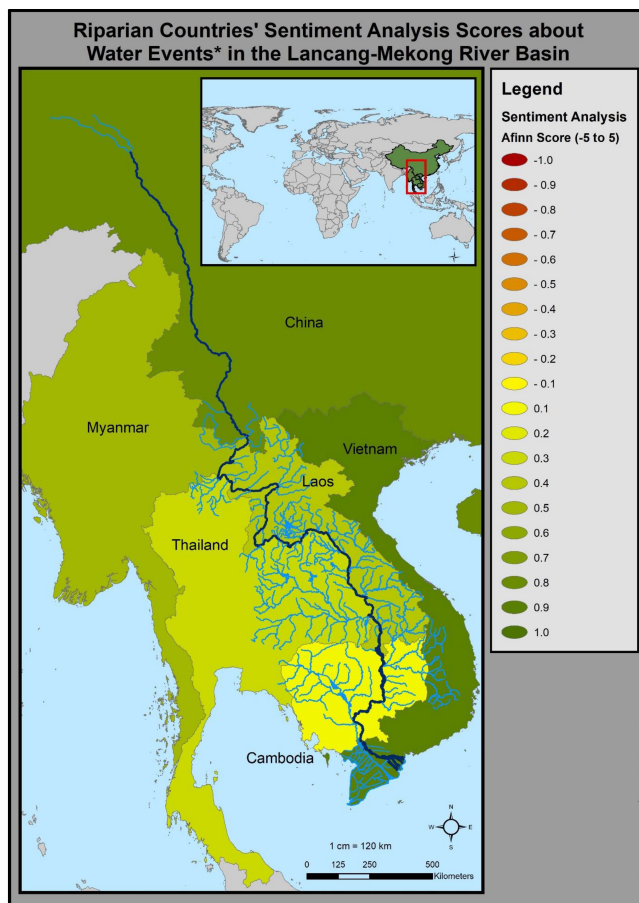 Riparian Countries' Sentiment Analysis Scores about
Water Events* in the Lancang-Mekong River Basin
Legend
Sentiment Analysis
Afinn Score (-5 to 5)
-1.0
- 0.9
- 0.8
- 0.7
- 0.6
- 0.5
- 0.4
- 0.3
- 0.2
- 0.1
0.1
0.2
0.3
0.4
0.5
0.6
0.7
0.8
0.9
1.0
China
Myanmar
Vietnam
Laos
Thailand
Cambodia
N
W
E
S
1 cm = 120 km
0 125 250 500
Kilometers